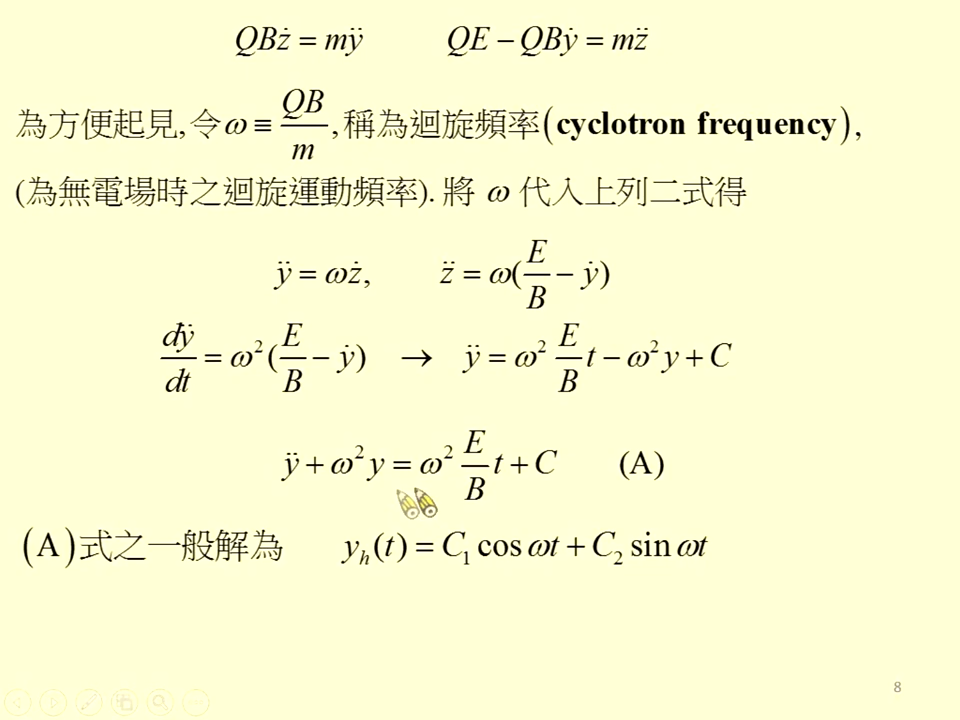 QBż = mÿ QE − QBẏ = mz̈
為方便起見, 令 ω ≡ QB/m, 稱為迴旋頻率(cyclotron frequency),
(為無電場時之迴旋運動頻率). 將 ω 代入上列二式得
ÿ = ωż, z̈ = ω(E/B − ẏ)
dÿ/dt = ω²(E/B − ẏ) → ÿ = ω² E/B t − ω² y + C
ÿ + ω² y = ω² E/B t + C (A)
(A)式之一般解為 yₕ(t) = C₁ cos ωt + C₂ sin ωt
8